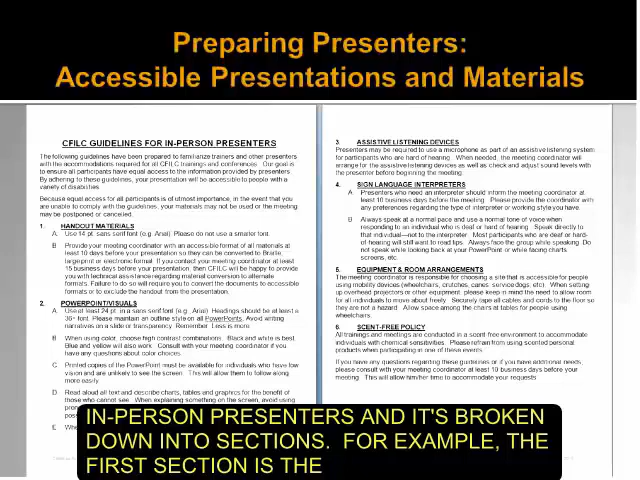 Preparing Presenters:
Accessible Presentations and Materials
CFILC GUIDELINES FOR IN-PERSON PRESENTERS
The following guidelines have been prepared to familiarize trainers and other presenters
with the accommodations required for all CFILC trainings and conferences. Our goal is
to ensure all participants have equal access to the information provided by presenters.
By adhering to these guidelines, your presentation will be accessible to people with a
variety of disabilities.
Because equal access for all participants is of utmost importance, in the event that you
are unable to comply with the guidelines, your materials may not be used or the meeting
may be postponed or cancelled.
1. HANDOUT MATERIALS
A. Use 14 pt. sans serif font (e.g. Arial). Please do not use a smaller font.
B Provide your meeting coordinator with an accessible format of all materials at
least 10 days before your presentation so they can be converted to Braille
large print or electronic format. If you contact your meeting coordinator at least
15 business days before your presentation, then CFILC will be happy to provide
you with technical assistance regarding material conversion to alternate
formats. Failure to do so will require you to convert the documents to accessible
formats or to exclude the handout from the presentation.
2. POWERPOINT/VISUALS
A. Use at least 24 pt. in a sans serif font (e.g., Arial). Headings should be at least a
36+ font. Please maintain an outline style on all PowerPoints. Avoid writing
narratives on a slide or transparency. Remember: Less is more.
B. When using color, choose high contrast combinations. Black and white is best.
Blue and yellow will also work. Consult with your meeting coordinator if you
have any questions about color choices.
C. Printed copies of the PowerPoint must be available for individuals who have low
vision and are unlikely to see the screen. This will allow them to follow along
more easily.
D Read aloud all text and describe charts, tables and graphics for the benefit of
those who cannot see. When explaining something on the screen, avoid using
E
3. ASSISTIVE LISTENING DEVICES
Presenters may be required to use a microphone as part of an assistive listening system
for participants who are hard of hearing. When needed, the meeting coordinator will
arrange for the assistive listening devices as well as check and adjust sound levels with
the presenter before beginning the meeting.
4. SIGN LANGUAGE INTERPRETERS
A Presenters who need an interpreter should inform the meeting coordinator at
least 10 business days before the meeting. Please provide the coordinator with
any preferences regarding the type of interpreter or working style you have.
B Always speak at a normal pace and use a normal tone of voice when
responding to an individual who is deaf or hard of hearing. Speak directly to
that individual—not to the interpreter. Most participants who are deaf or hard-
of hearing will still want to read lips. Always face the group while speaking. Do
not speak while looking back at your PowerPoint or while facing charts
screens, etc.
5. EQUIPMENT & ROOM ARRANGEMENTS
The meeting coordinator is responsible for choosing a site that is accessible for people
using mobility devices (wheelchairs, crutches, canes, service dogs, etc). When setting
up overhead projectors or other equipment, please keep in mind the need to allow room
for all individuals to move about freely. Securely tape all cables and cords to the floor so
they are not a hazard. Allow space among the chairs at tables for people using
wheelchairs.
6. SCENT-FREE POLICY
All trainings and meetings are conducted in a scent-free environment to accommodate
individuals with chemical sensitivities. Please refrain from using scented personal
products when participating in one of these events.
If you have any questions regarding these guidelines or if you have additional needs,
please consult with your meeting coordinator at least 10 business days before your
meeting. This will allow him/her time to accommodate your requests
IN-PERSON PRESENTERS AND IT'S BROKEN
DOWN INTO SECTIONS. FOR EXAMPLE, THE
FIRST SECTION IS THE